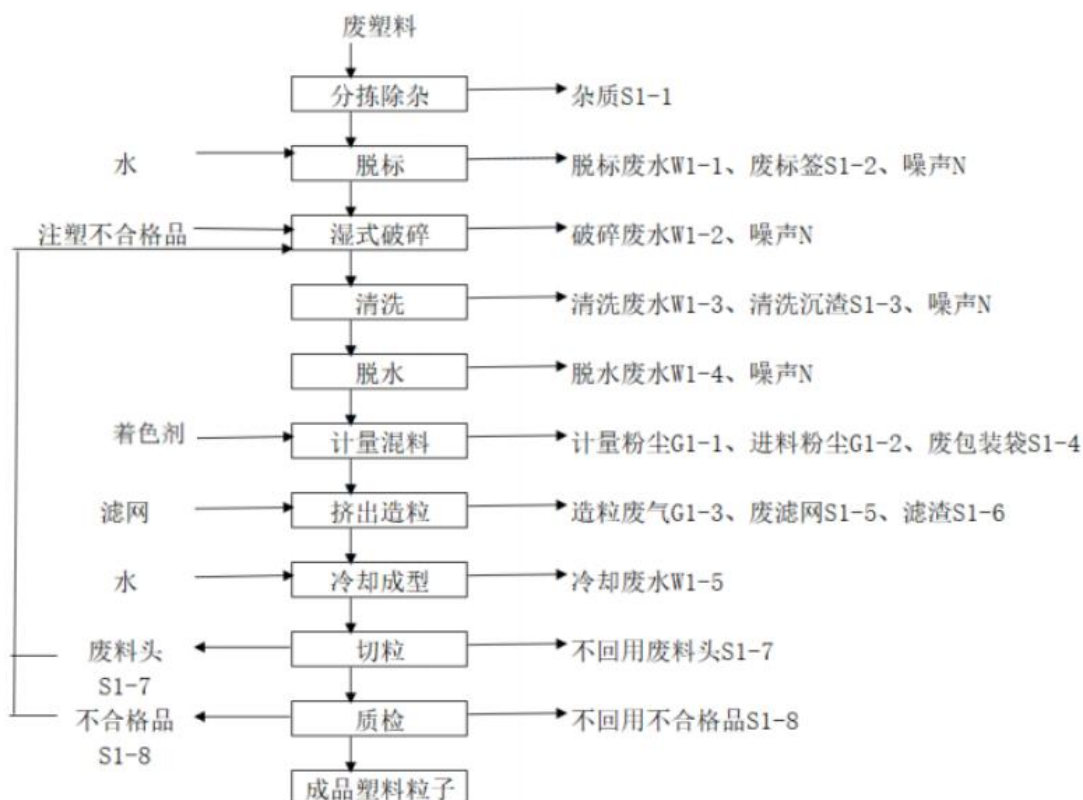 废塑料
分拣除杂
杂质S1-1
水
脱标
脱标废水W1-1、废标签S1-2、噪声N
注塑不合格品
湿式破碎
破碎废水W1-2、噪声N
清洗
清洗废水W1-3、清洗沉渣S1-3、噪声N
脱水
脱水废水W1-4、噪声N
着色剂
计量混料
计量粉尘G1-1、进料粉尘G1-2、废包装袋S1-4
滤网
挤出造粒
造粒废气G1-3、废滤网S1-5、滤渣S1-6
水
冷却成型
冷却废水W1-5
废料头
S1-7
切粒
不回用废料头S1-7
不合格品
S1-8
质检
不回用不合格品S1-8
成品塑料粒子